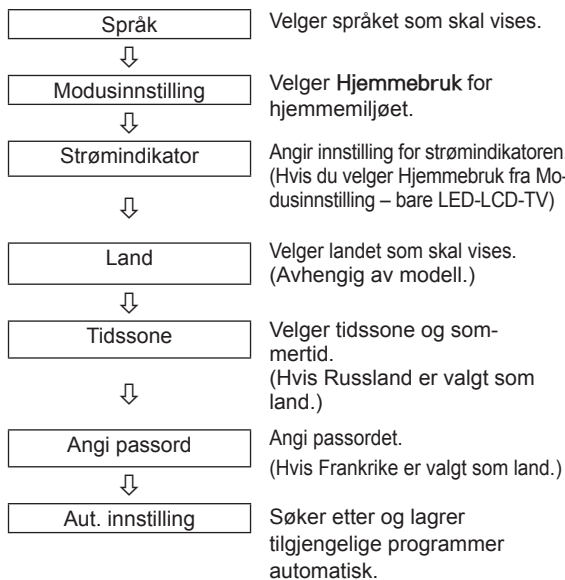 Språk
Velger språket som skal vises.
Modusinnstilling
Velger Hjemmebruk for
hjemmemiljøet.
Strømindikator
Angir innstilling for strømindikatoren
(Hvis du velger Hjemmebruk fra Mo-
dusinnstilling – bare LED-LCD-TV)
Land
Velger landet som skal vises.
(Avhengig av modell.)
Tidssone
Velger tidssone og som-
mertid.
(Hvis Russland er valgt som
land.)
Angi passord
Angi passordet.
(Hvis Frankrike er valgt som land.)
Aut. innstilling
Søker etter og lagrer
tilgjengelige programmer
automatisk.